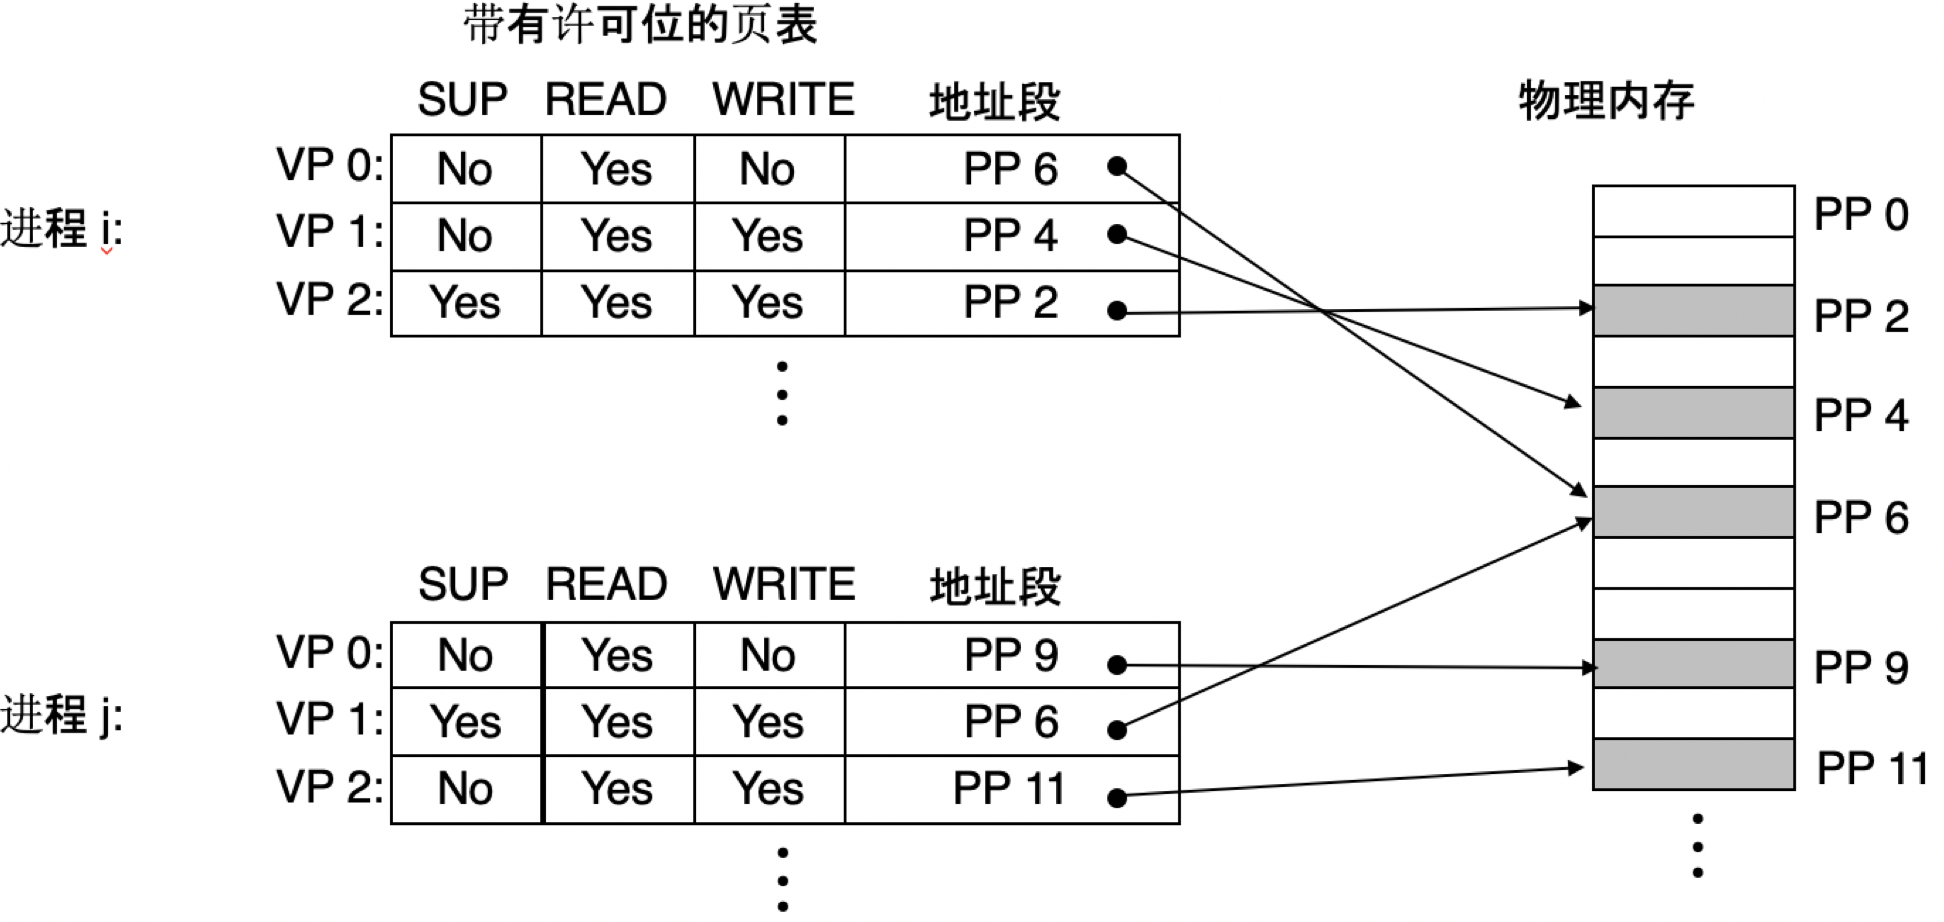 带有许可位的页表
SUP READ WRITE 地址段
物理内存
进程 i:
VP 0: No Yes No PP 6
VP 1: No Yes Yes PP 4
VP 2: Yes Yes Yes PP 2
SUP READ WRITE 地址段
进程 j:
VP 0: No Yes No PP 9
VP 1: Yes Yes Yes PP 6
VP 2: No Yes Yes PP 11
PP 0
PP 2
PP 4
PP 6
PP 9
PP 11